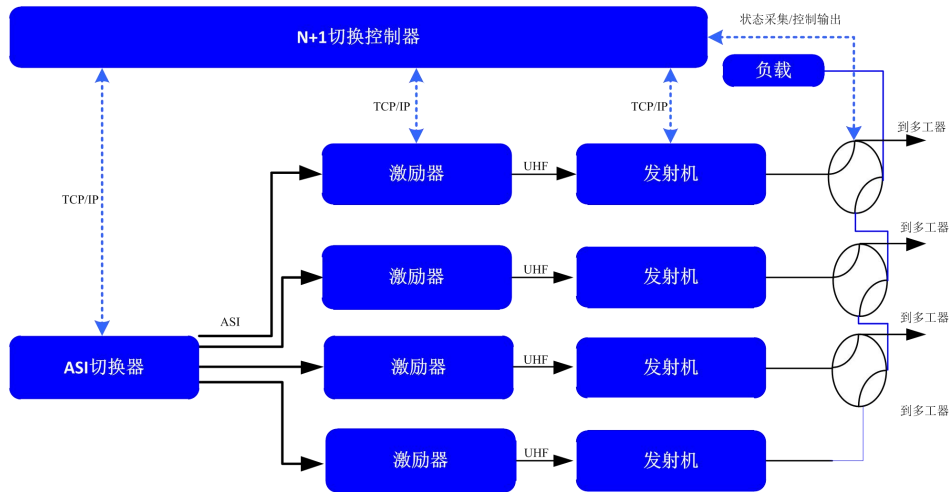 状态采集/控制输出
N+1切换控制器
负载
TCP/IP
TCP/IP
到多工器
激励器
UHF
发射机
TCP/IP
到多工器
激励器
UHF
发射机
ASI
到多工器
ASI切换器
激励器
UHF
发射机
到多工器
激励器
UHF
发射机